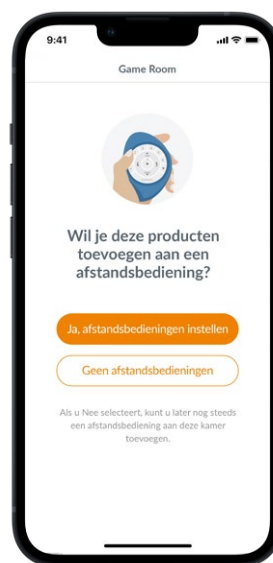 9:41
Game Room
Wil je deze producten
toevoegen aan een
afstandsbediening?
Ja, afstandsbedieningen instellen
Geen afstandsbedieningen
Als u Nee selecteert, kunt u later nog steeds
een afstandsbediening aan deze kamer
toevoegen.